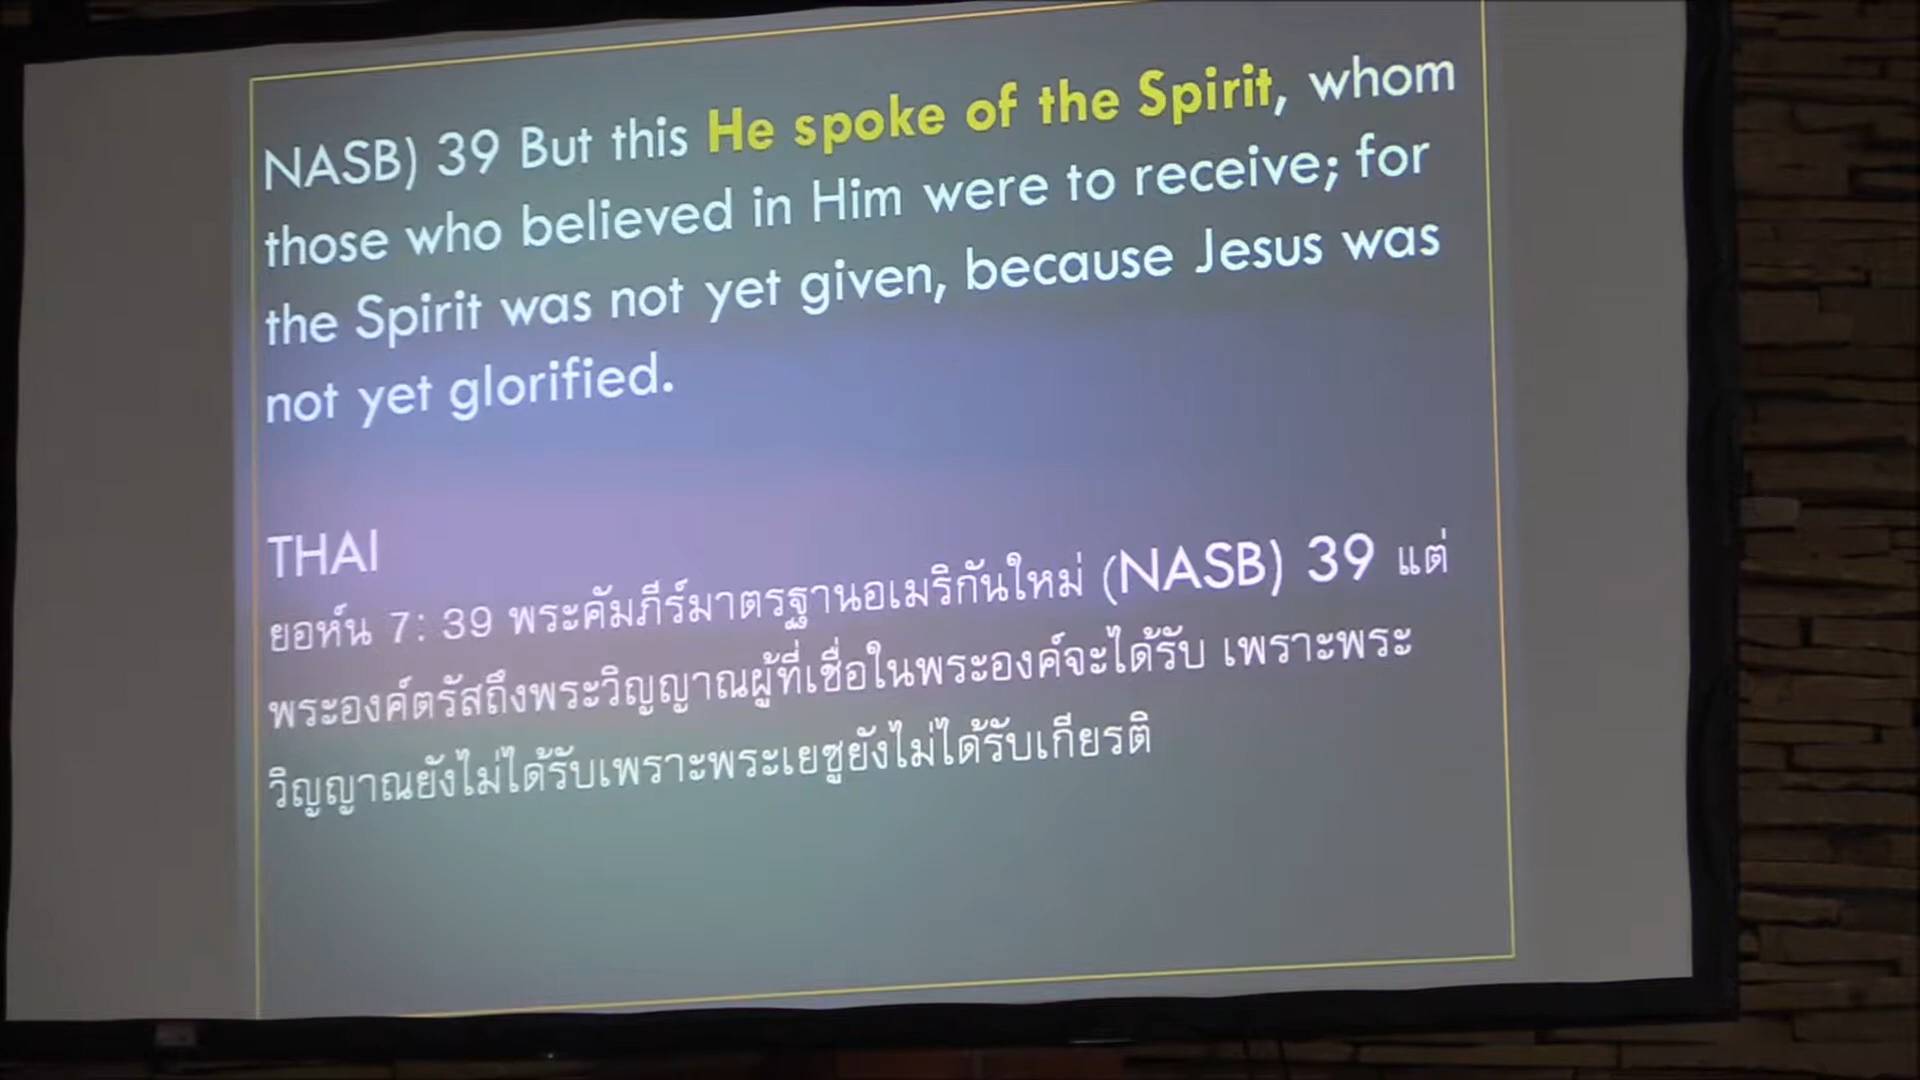 NASB) 39 But this He spoke of the Spirit, whom
those who believed in Him were to receive; for
the Spirit was not yet given, because Jesus was
not yet glorified.
THAI
ยอห์น 7: 39 พระคัมภีร์มาตรฐานอเมริกันใหม่ (NASB) 39 แต่
พระองค์ตรัสถึงพระวิญญาณผู้ที่เชื่อในพระองค์จะได้รับ เพราะพระ
วิญญาณยังไม่ได้รับเพราะพระเยซูยังไม่ได้รับเกียรติ